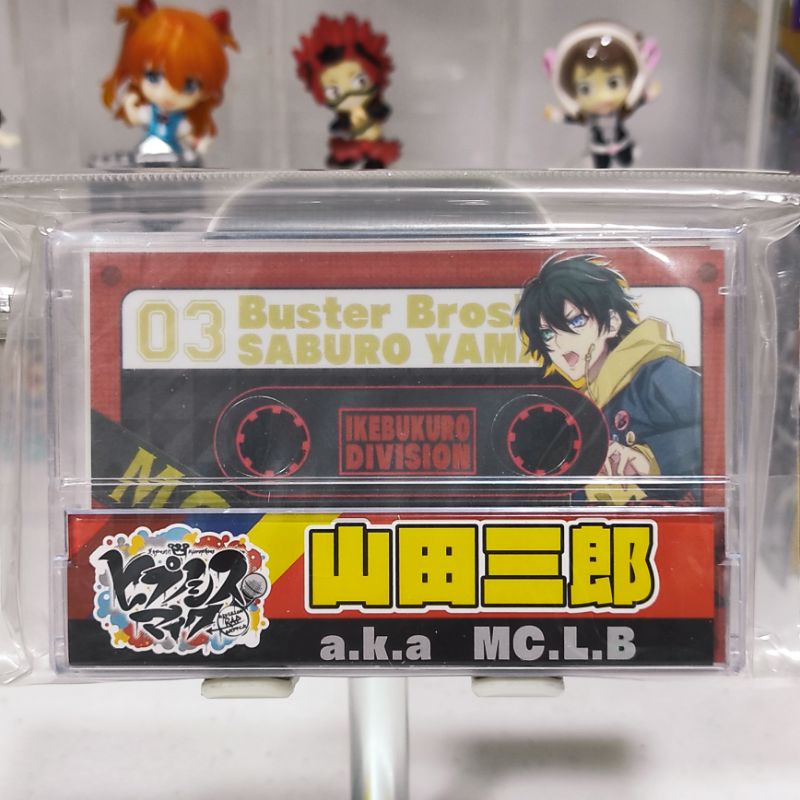 03
Buster Bros!
SABURO YAMA
IKEBUKURO
DIVISION
MC
ヒプノシス
マイク
山田三郎
a.k.a MC.L.B